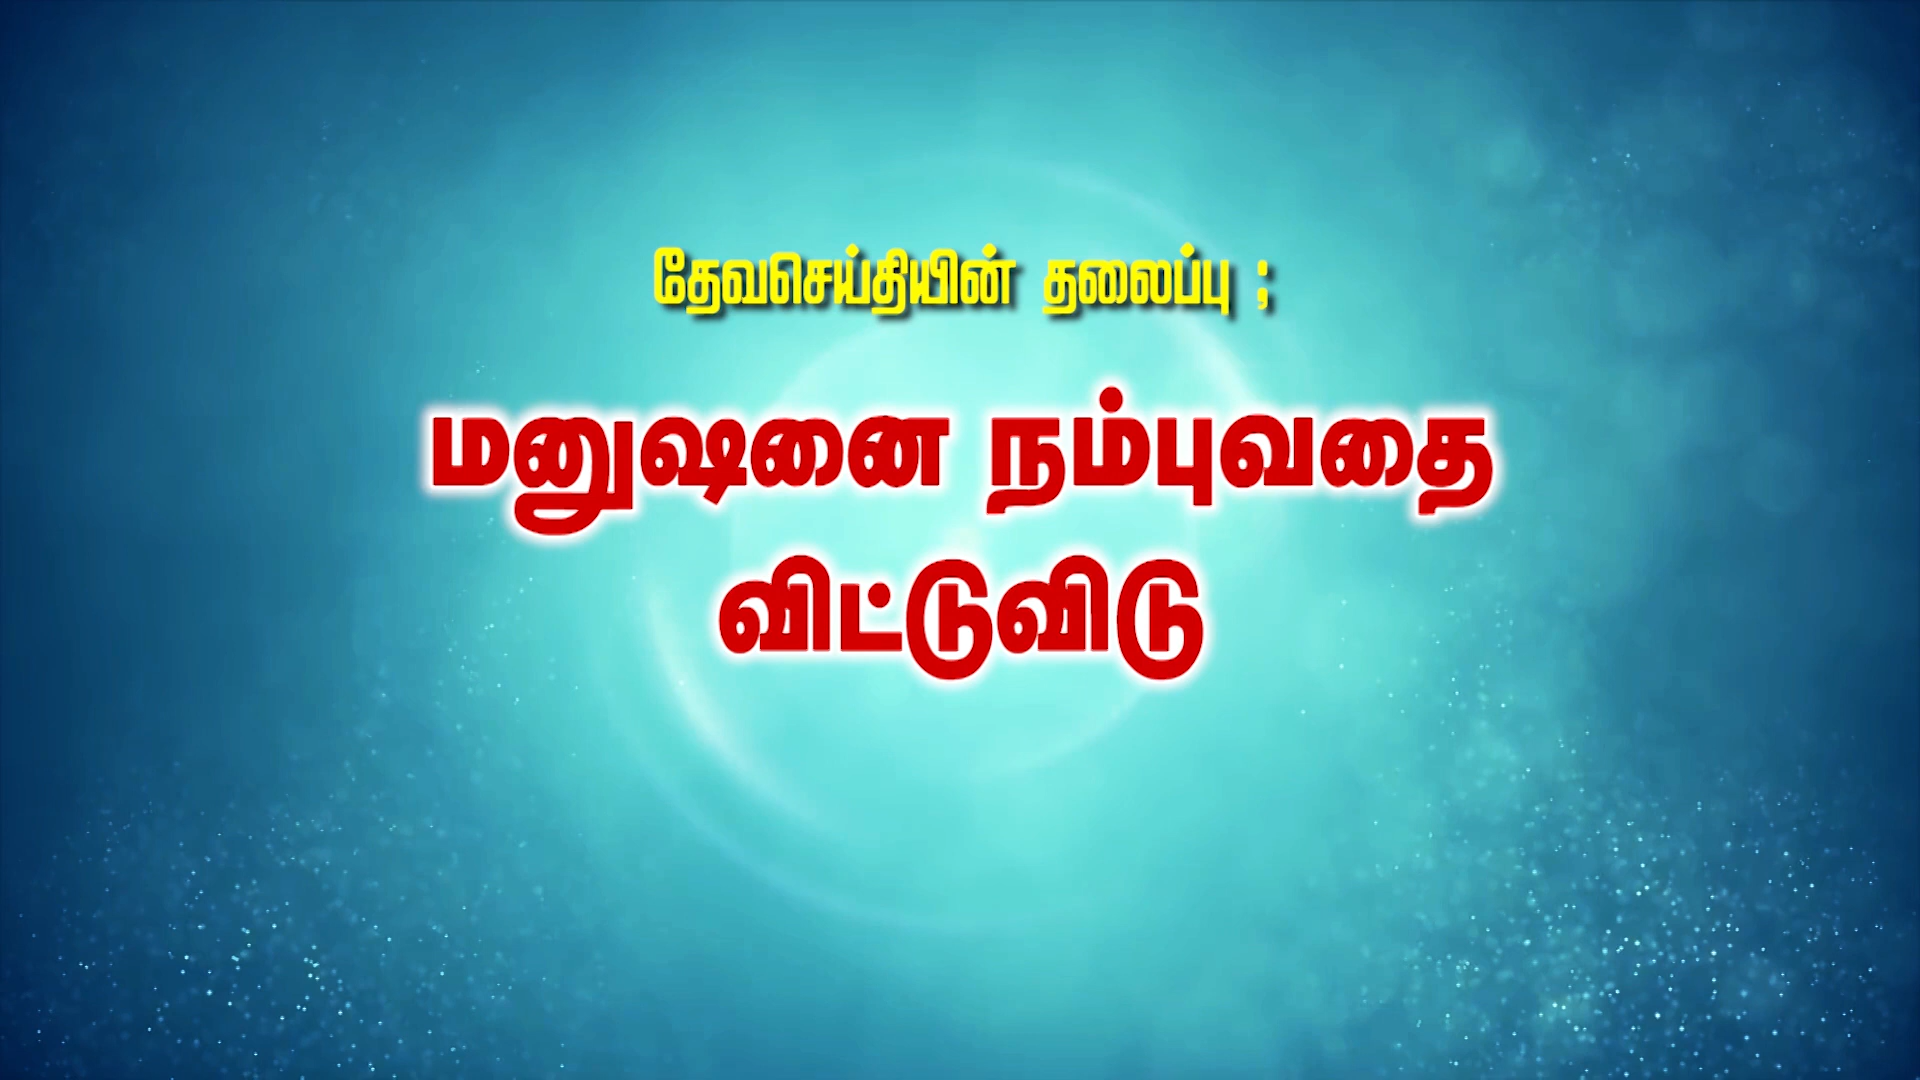 தேவசெய்தியின் தலைப்பு ;
மனுஷனை நம்புவதை
விட்டுவிடு